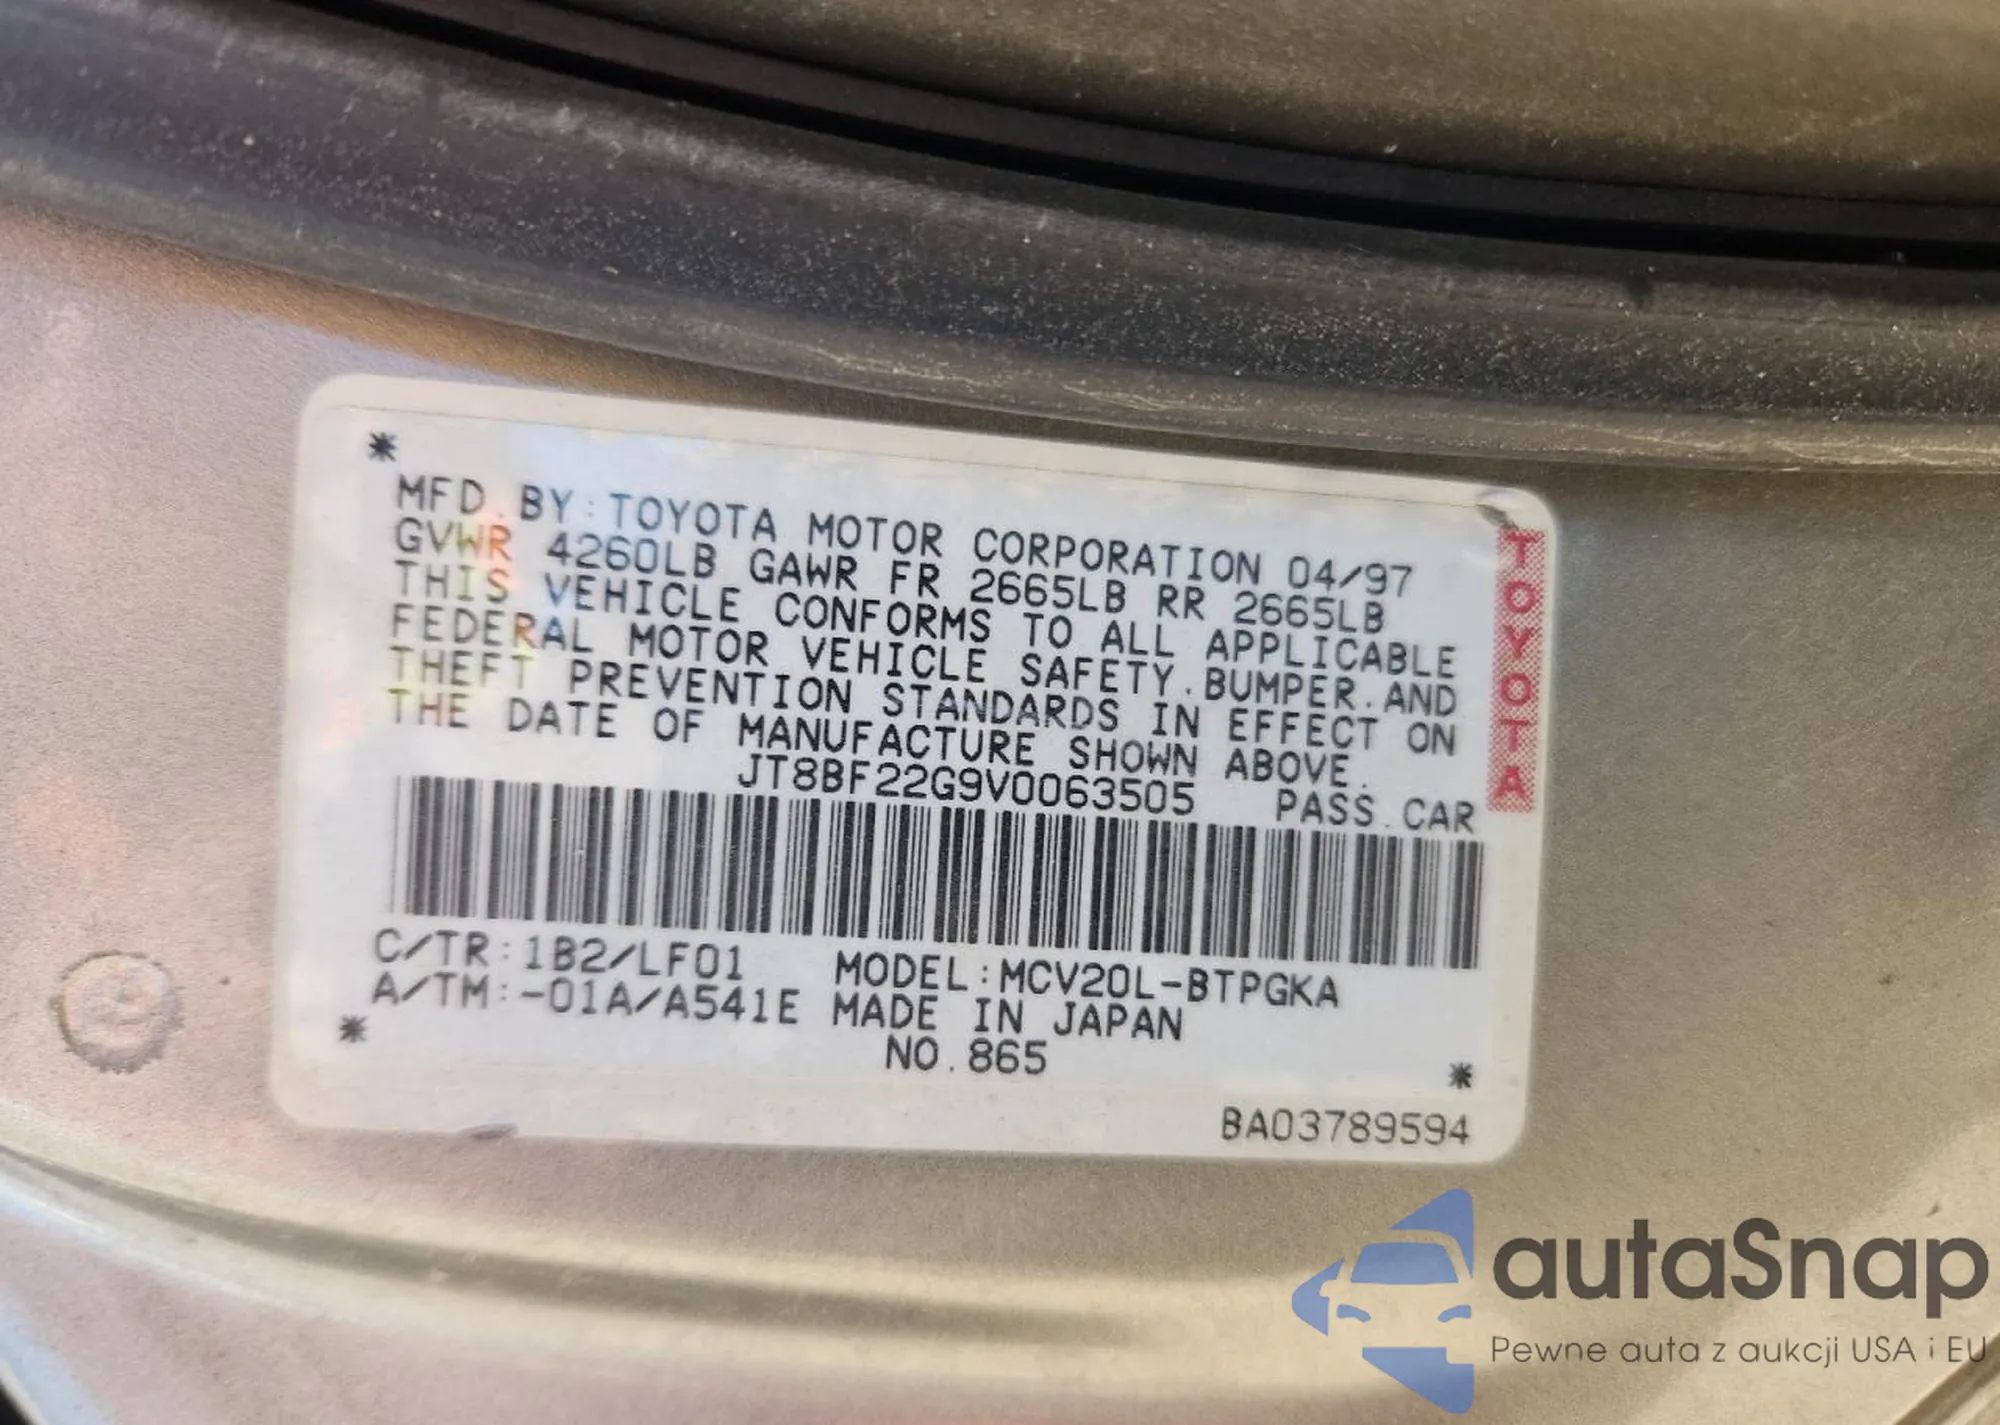 *
MFD.BY:TOYOTA MOTOR CORPORATION 04/97
GVWR 4260LB GAWR FR 2665LB RR 2665LB
THIS VEHICLE CONFORMS TO ALL APPLICABLE
FEDERAL MOTOR VEHICLE SAFETY.BUMPER.AND
THEFT PREVENTION STANDARDS IN EFFECT ON
THE DATE OF MANUFACTURE SHOWN ABOVE.
JT8BF22G9V0063505 PASS.CAR
TOYOTA
C/TR:1B2/LF01 MODEL:MCV20L-BTPGKA
A/TM:-01A/A541E MADE IN JAPAN
* NO.865 *
BA03789594
autaSnap
Pewne auta z aukcji USA i EU